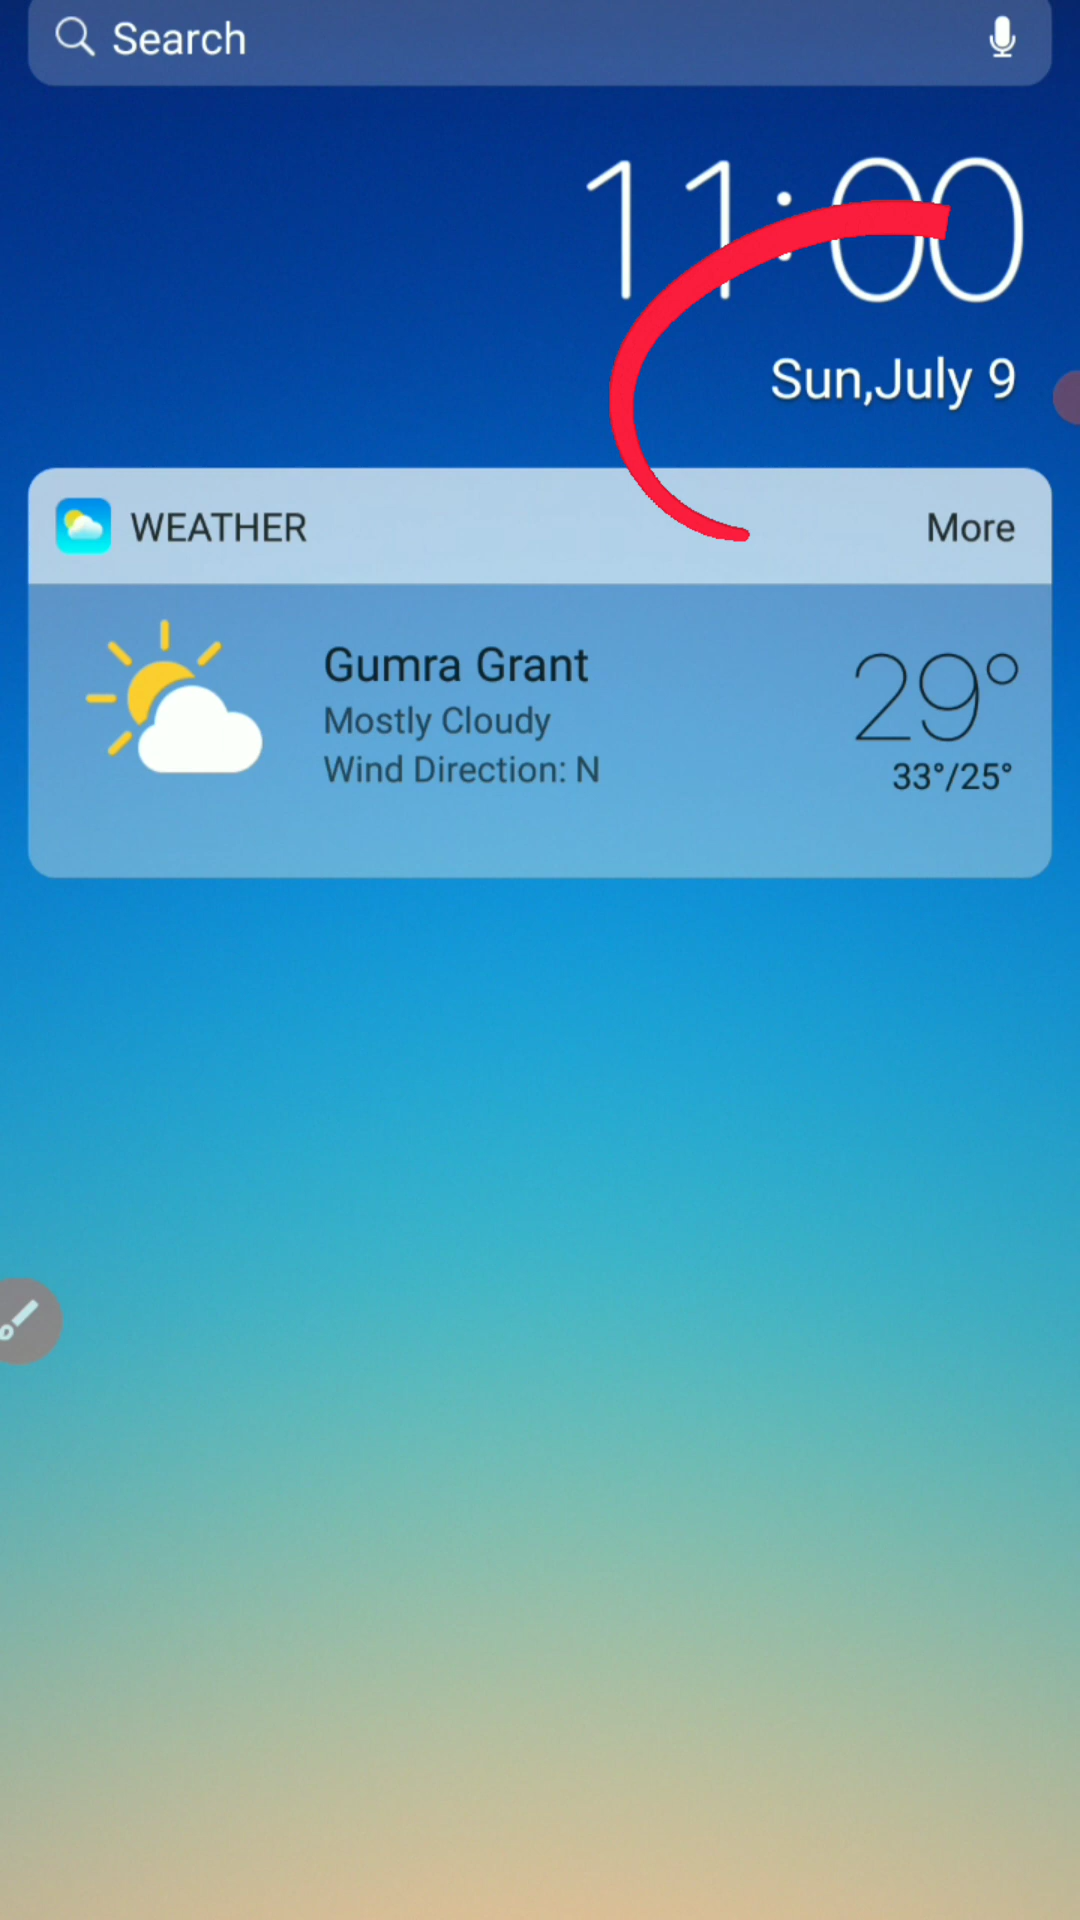 Search
11:00
Sun,July 9
WEATHER
More
Gumra Grant
Mostly Cloudy
Wind Direction: N
29°
33°/25°